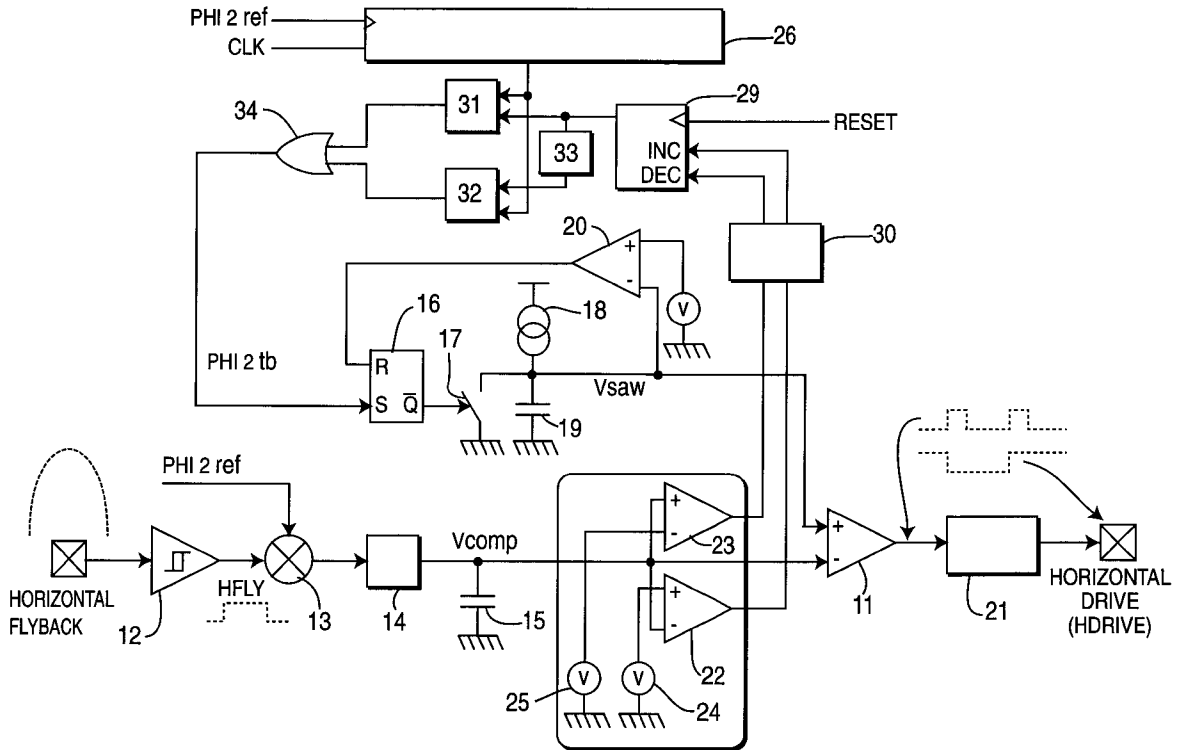 PHI 2 ref
CLK
26
31
29
34
RESET
INC
33
DEC
32
20
+
30
-
16
18
V
17
PHI 2 tb
R
Vsaw
S Q̅
19
PHI 2 ref
+
-
23
Vcomp
+
-
HFLY
HORIZONTAL
FLYBACK
12
13
14
15
+
-
22
11
21
HORIZONTAL
DRIVE
(HDRIVE)
25
V
V
24